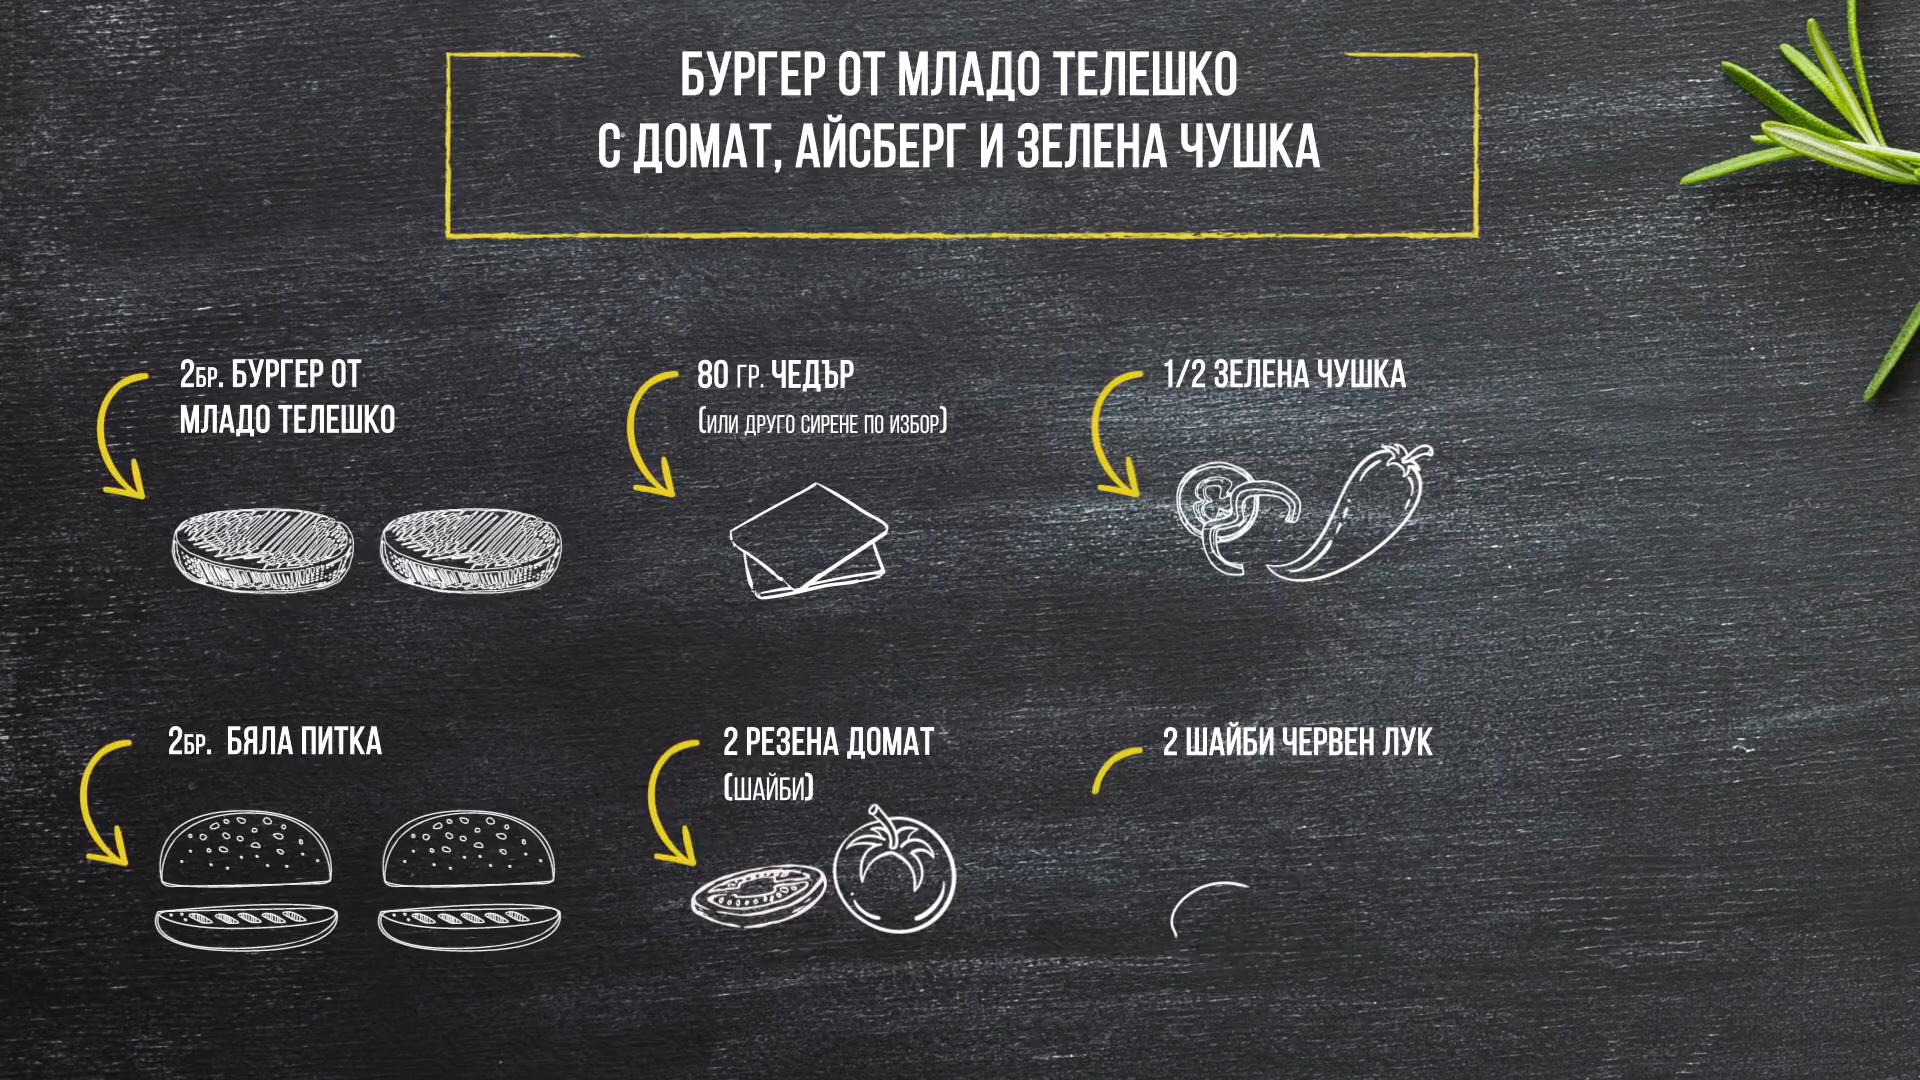 БУРГЕР ОТ МЛАДО ТЕЛЕШКО
С ДОМАТ, АЙСБЕРГ И ЗЕЛЕНА ЧУШКА
2БР. БУРГЕР ОТ
МЛАДО ТЕЛЕШКО
80 ГР. ЧЕДЪР
(ИЛИ ДРУГО СИРЕНЕ ПО ИЗБОР)
1/2 ЗЕЛЕНА ЧУШКА
2БР. БЯЛА ПИТКА
2 РЕЗЕНА ДОМАТ
(ШАЙБИ)
2 ШАЙБИ ЧЕРВЕН ЛУК